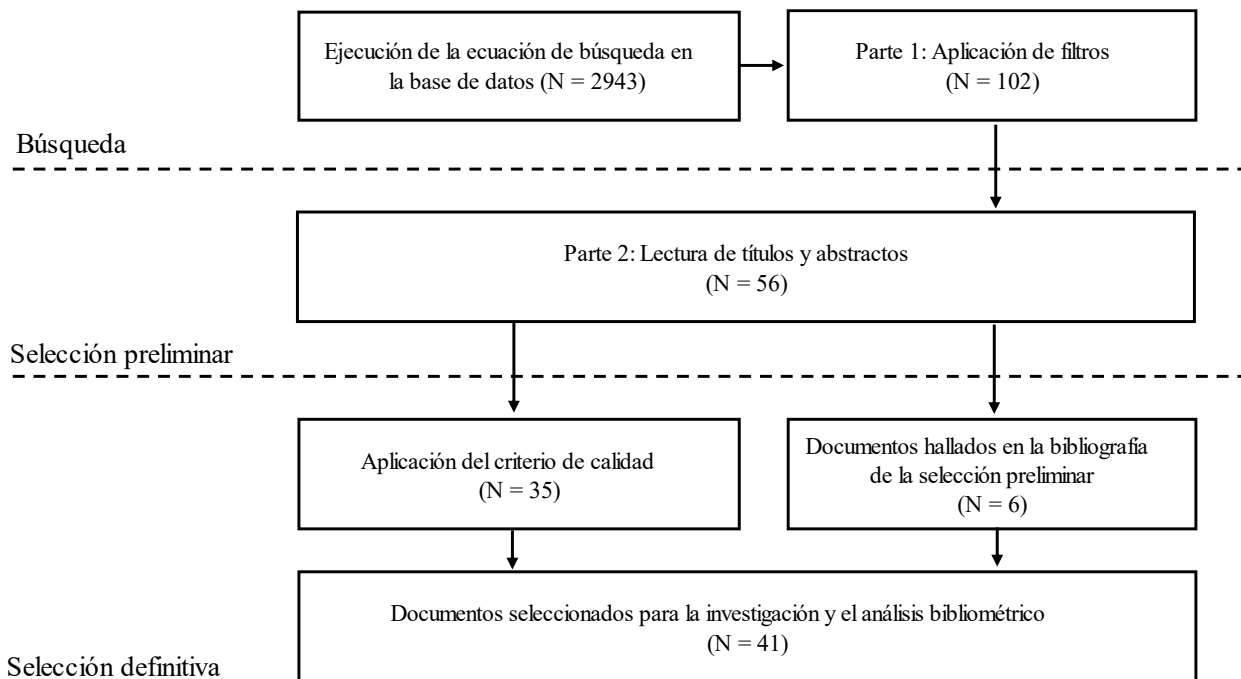 Ejecución de la ecuación de búsqueda en
la base de datos (N = 2943)
Parte 1: Aplicación de filtros
(N = 102)
Búsqueda
Parte 2: Lectura de títulos y abstractos
(N = 56)
Selección preliminar
Aplicación del criterio de calidad
(N = 35)
Documentos hallados en la bibliografía
de la selección preliminar
(N = 6)
Documentos seleccionados para la investigación y el análisis bibliométrico
(N = 41)
Selección definitiva